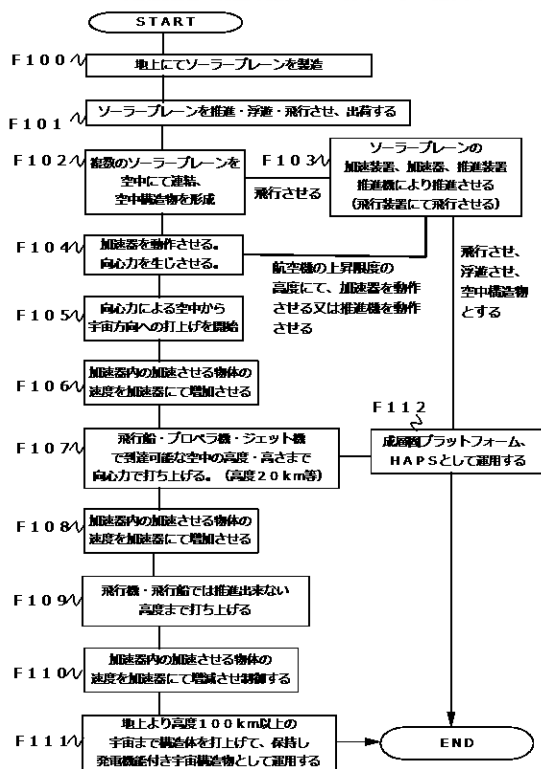 START
F100
地上にてソーラープレーンを製造
F101
ソーラープレーンを推進・浮遊・飛行させ、出荷する
F102
複数のソーラープレーンを
空中にて連結、
空中構造物を形成
飛行させる
F103
ソーラープレーンの
加速装置、加速器、推進装置
推進機により推進させる
(飛行装置にて飛行させる)
F104
加速器を動作させる。
向心力を生じさせる。
航空機の上昇限度の
高度にて、加速器を動作
させる又は推進機を動作
させる
飛行させ、
浮遊させ、
空中構造物
とする
F105
向心力による空中から
宇宙方向への打上げを開始
F106
加速器内の加速させる物体の
速度を加速器にて増加させる
F107
飛行船・プロペラ機・ジェット機
で到達可能な空中の高度・高さまで
向心力で打ち上げる。(高度20km等)
F112
成層圏プラットフォーム、
HAPSとして運用する
F108
加速器内の加速させる物体の
速度を加速器にて増加させる
F109
飛行機・飛行船では推進出来ない
高度まで打ち上げる
F110
加速器内の加速させる物体の
速度を加速器にて増減させ制御する
F111
地上より高度100km以上の
宇宙まで構造体を打上げて、保持し
発電機能付き宇宙構造物として運用する
END